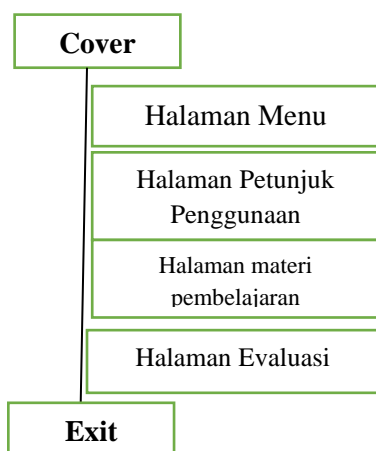 Cover
Halaman Menu
Halaman Petunjuk
Penggunaan
Halaman materi
pembelajaran
Halaman Evaluasi
Exit